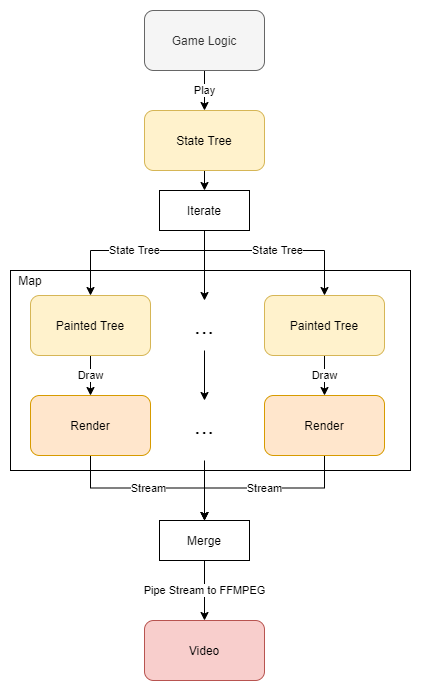 Game Logic
Play
State Tree
Iterate
State Tree
State Tree
Map
Painted Tree
...
Painted Tree
Draw
Draw
Render
...
Render
Stream
Stream
Merge
Pipe Stream to FFMPEG
Video